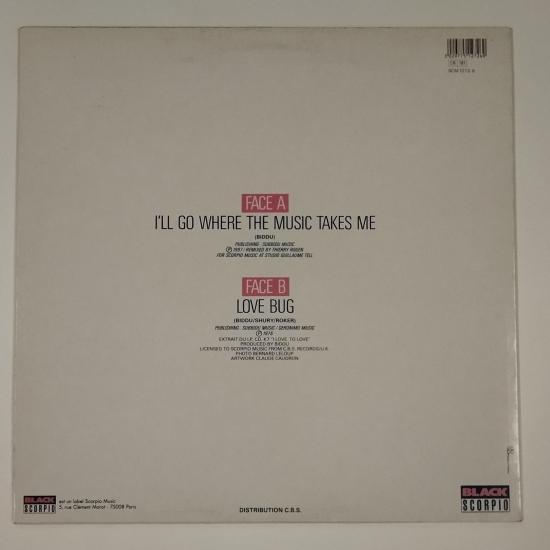 FACE A
I'LL GO WHERE THE MUSIC TAKES ME
(BIDDU)
PUBLISHING : SUBBIDU MUSIC
Ⓟ 1987 / REMIXED BY THIERRY ROGEN
FOR SCORPIO MUSIC AT STUDIO GUILLAUME TELL
FACE B
LOVE BUG
(BIDDU/SHURY/ROKER)
PUBLISHING : SUBBIDU MUSIC / GERONIMO MUSIC
Ⓟ 1976
EXTRAIT DU LP, CD, K7 "I LOVE TO LOVE"
PRODUCED BY BIDDU
LICENSED TO SCORPIO MUSIC FROM C.B.S. RECORDS/U.K.
PHOTO BERNARD LELOUP
ARTWORK CLAUDE CAUDRON
BLACK
SCORPIO
est un label Scorpio Music
5, rue Clément Marot - 75008 Paris
DISTRIBUTION C.B.S.
BLACK
SCORPIO